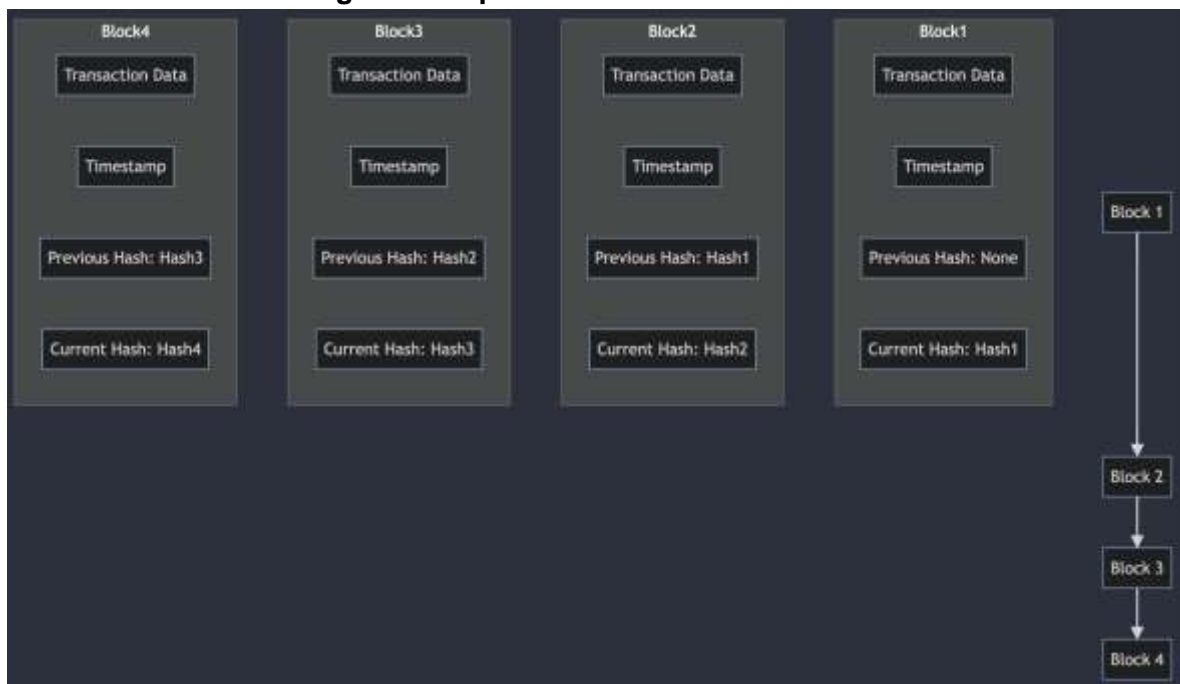 Block4
Transaction Data
Timestamp
Previous Hash: Hash3
Current Hash: Hash4
Block3
Transaction Data
Timestamp
Previous Hash: Hash2
Current Hash: Hash3
Block2
Transaction Data
Timestamp
Previous Hash: Hash1
Current Hash: Hash2
Block1
Transaction Data
Timestamp
Previous Hash: None
Current Hash: Hash1
Block 1
Block 2
Block 3
Block 4